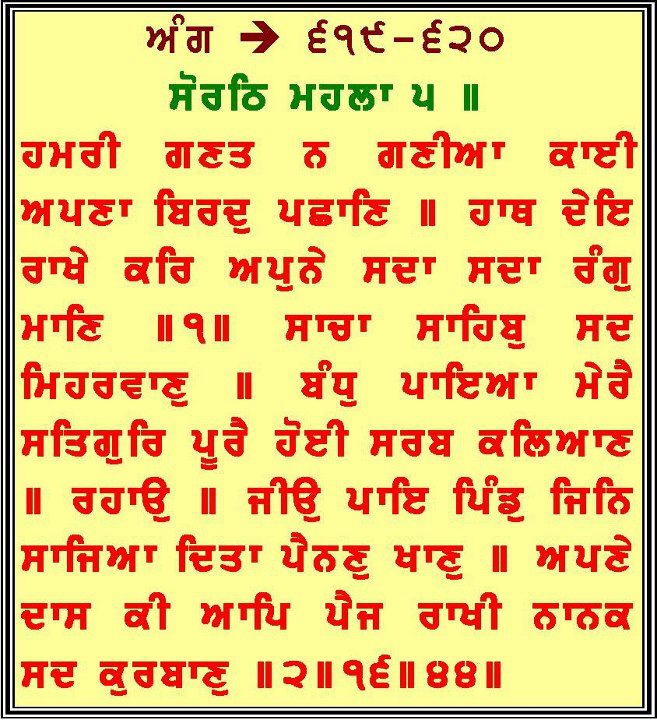 ਅੰਗ → ੬੧੯-੬੨੦
ਸੋਰਠਿ ਮਹਲਾ ੫ ॥
ਹਮਰੀ ਗਣਤ ਨ ਗਣੀਆ ਕਾਈ
ਅਪਣਾ ਬਿਰਦੁ ਪਛਾਣਿ ॥ ਹਾਥ ਦੇਇ
ਰਾਖੇ ਕਰਿ ਅਪੁਨੇ ਸਦਾ ਸਦਾ ਰੰਗੁ
ਮਾਣਿ ॥੧॥ ਸਾਚਾ ਸਾਹਿਬੁ ਸਦ
ਮਿਹਰਵਾਣੁ ॥ ਬੰਧੁ ਪਾਇਆ ਮੇਰੈ
ਸਤਿਗੁਰਿ ਪੂਰੈ ਹੋਈ ਸਰਬ ਕਲਿਆਣ
॥ ਰਹਾਉ ॥ ਜੀਉ ਪਾਇ ਪਿੰਡੁ ਜਿਨਿ
ਸਾਜਿਆ ਦਿਤਾ ਪੈਨਣੁ ਖਾਣੁ ॥ ਅਪਣੇ
ਦਾਸ ਕੀ ਆਪਿ ਪੈਜ ਰਾਖੀ ਨਾਨਕ
ਸਦ ਕੁਰਬਾਣੁ ॥੨॥੧੬॥੪੪॥